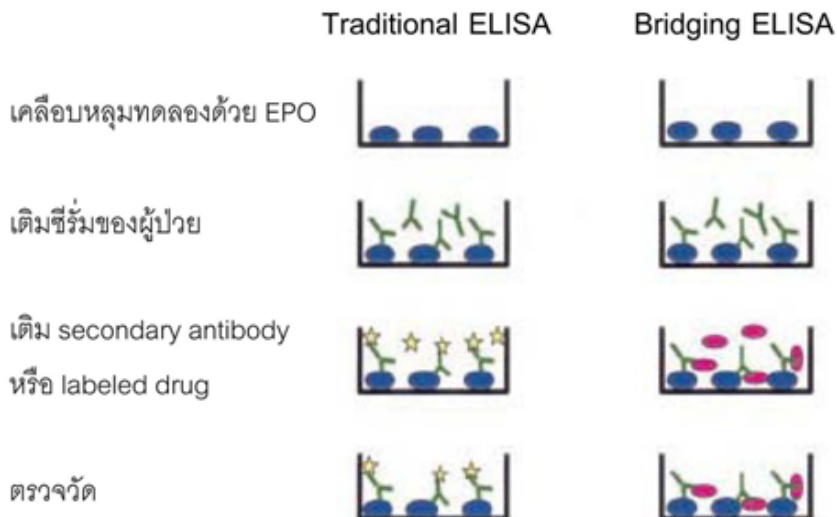 Traditional ELISA Bridging ELISA
เคลือบหลุมทดลองด้วย EPO
เติมซีรั่มของผู้ป่วย
เติม secondary antibody
หรือ labeled drug
ตรวจวัด